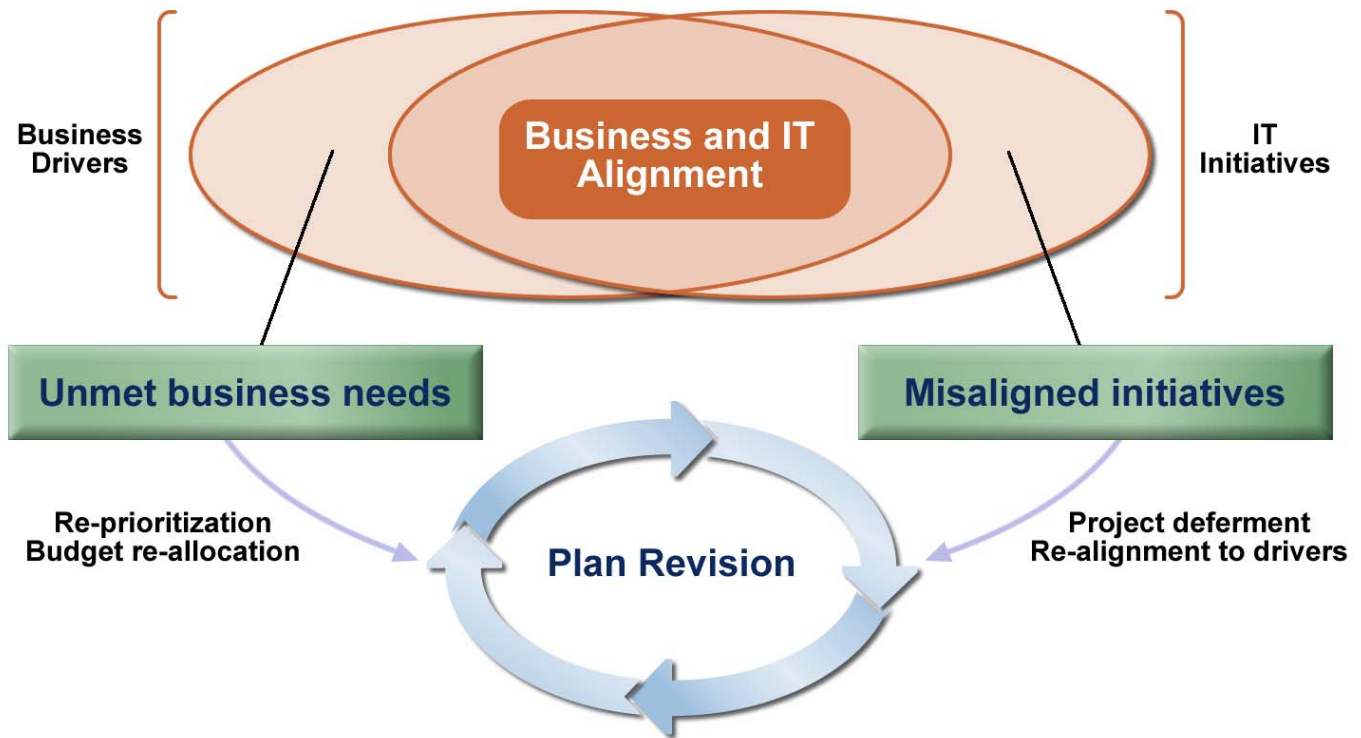 Business
Drivers
Business and IT
Alignment
IT
Initiatives
Unmet business needs
Misaligned initiatives
Re-prioritization
Budget re-allocation
Plan Revision
Project deferment
Re-alignment to drivers